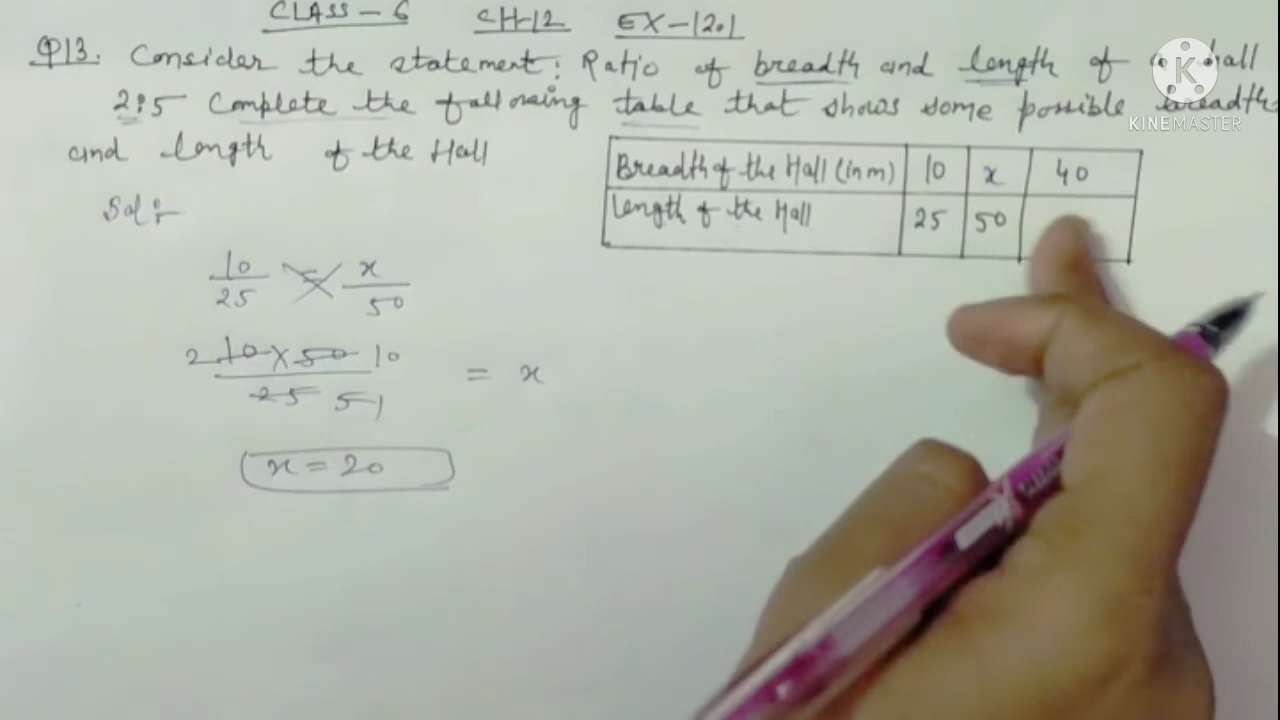 CLASS - 6 CH-12 EX-12.1
Q13. Consider the statement: Ratio of breadth and length of a hall
2:5 Complete the following table that shows some possible breadth
and length of the Hall
Breadth of the Hall (in m) 10 x 40
Length of the Hall 25 50
Sol:-
10/25 = x/50
2 10 × 50 10 / 25 5 1 = x
x = 20
K
KINEMASTER